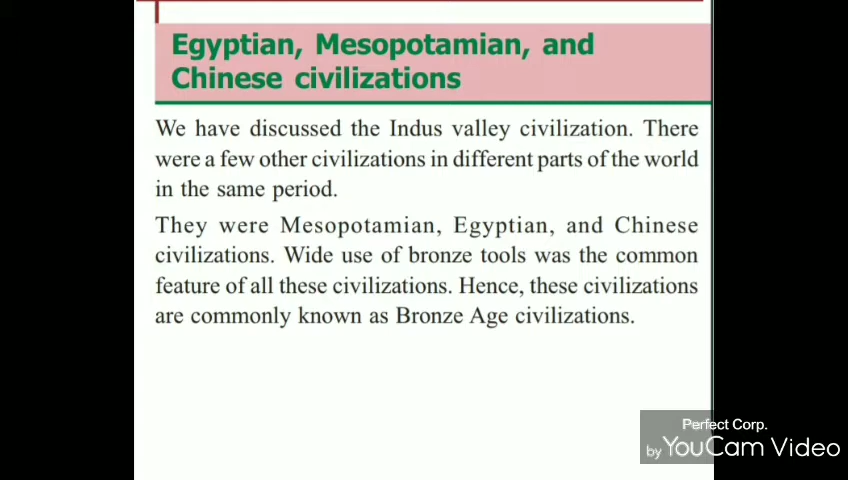 Egyptian, Mesopotamian, and
Chinese civilizations
We have discussed the Indus valley civilization. There
were a few other civilizations in different parts of the world
in the same period.
They were Mesopotamian, Egyptian, and Chinese
civilizations. Wide use of bronze tools was the common
feature of all these civilizations. Hence, these civilizations
are commonly known as Bronze Age civilizations.
Perfect Corp.
by YouCam Video